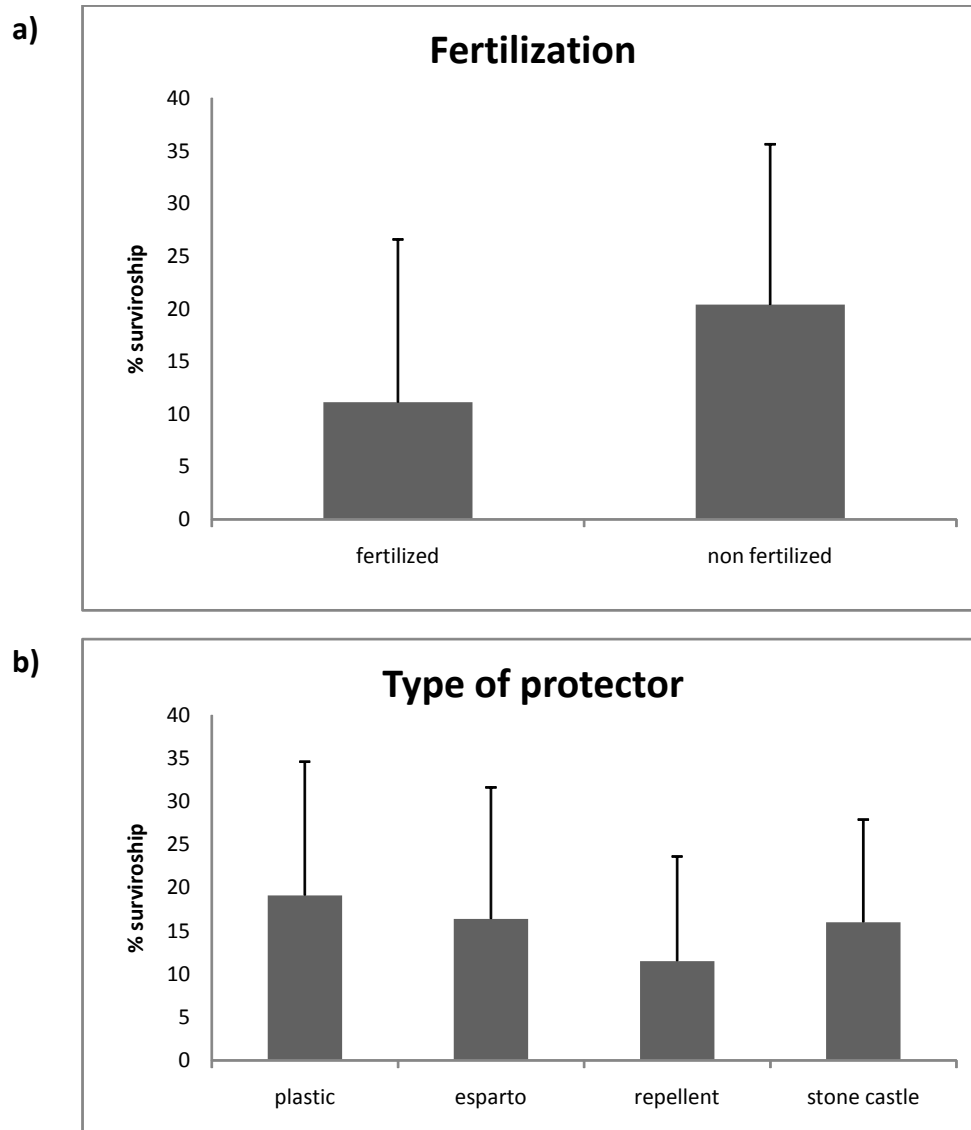 a)
Fertilization
40
35
30
25
20
15
10
5
0
% surviroship
fertilized non fertilized
b)
Type of protector
40
35
30
25
20
15
10
5
0
% surviroship
plastic esparto repellent stone castle